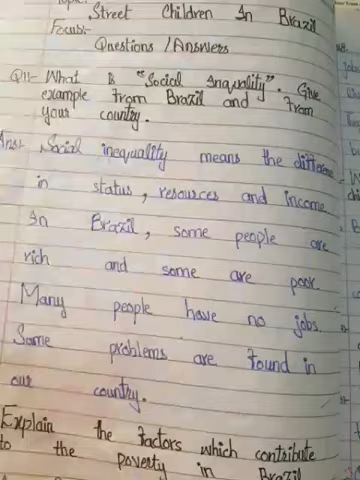 Topic:-
Street Children In Brazil
Focus:-
Questions /Answers
Q1:- What is "Social Inquality". Give
example from Brazil and from
your country.
Ans:- Social inequality means the difference
in status, resources and income.
In Brazil, some people are
rich and some are poor.
Many people have no jobs.
Same problems are found in
our country.
Explain the factors which contribute
to the poverty in Brazil